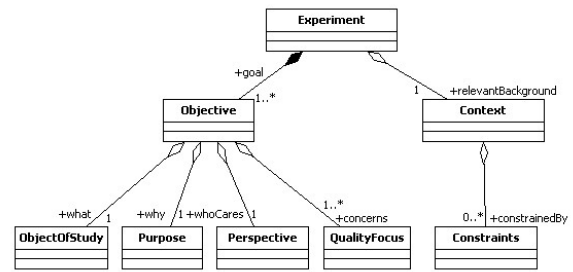 Experiment
+goal
1..*
1
+relevantBackground
Objective
Context
+what
1
+why
1
+whoCares
1
1..*
+concerns
0..*
+constrainedBy
ObjectOfStudy
Purpose
Perspective
QualityFocus
Constraints